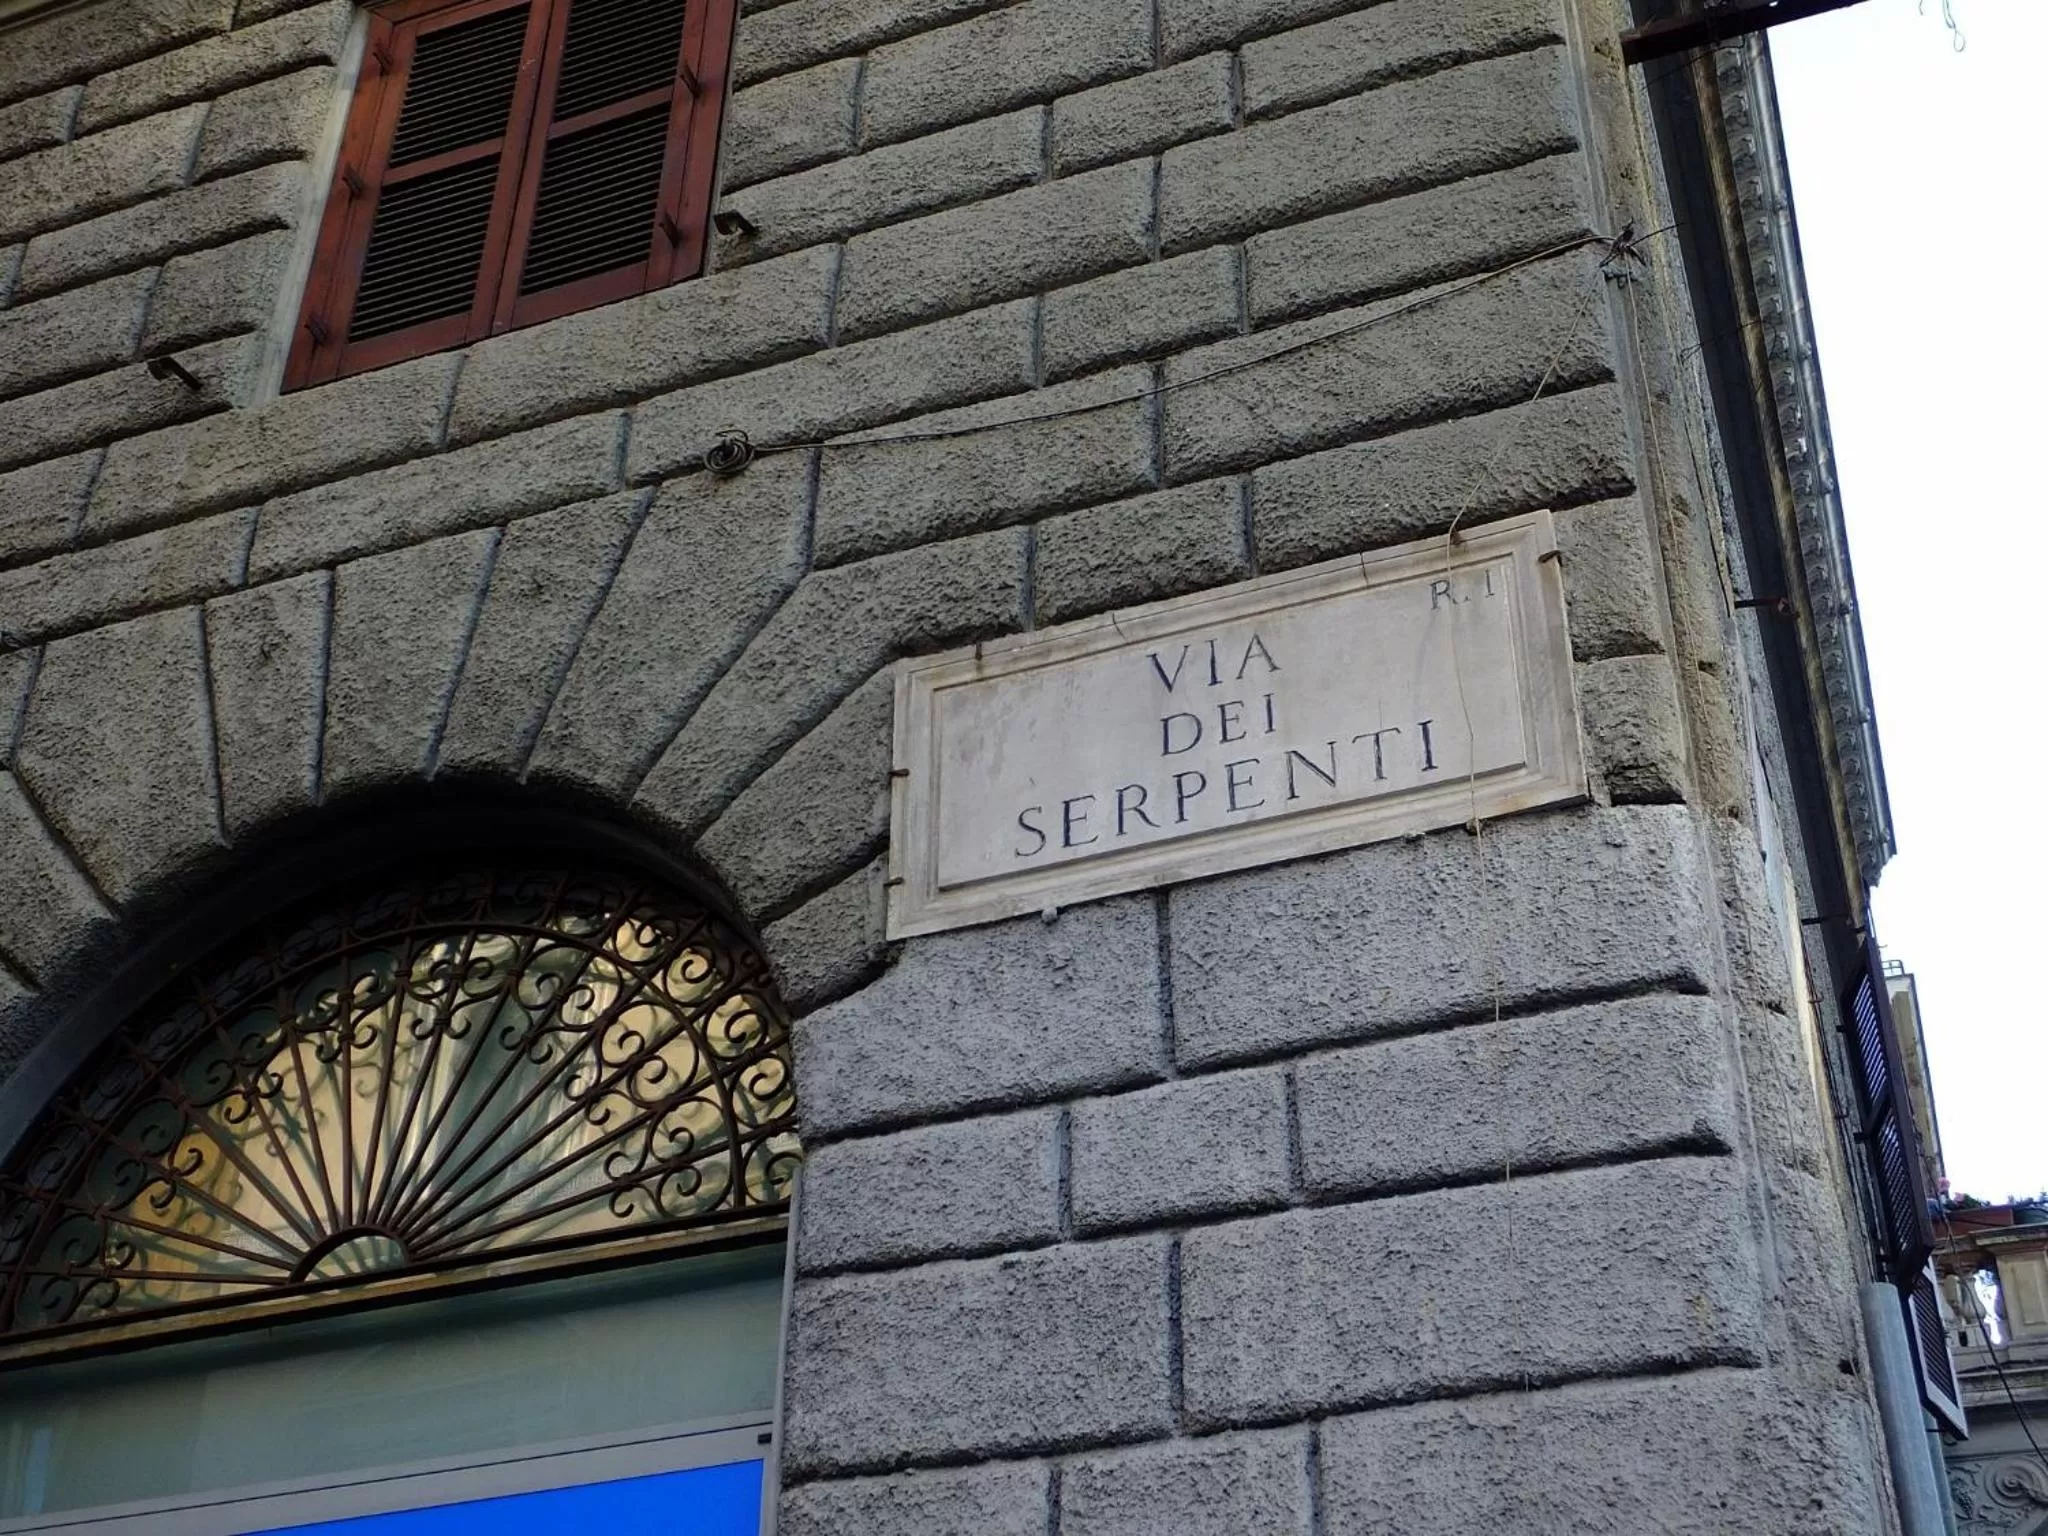 R. I
VIA
DEI
SERPENTI